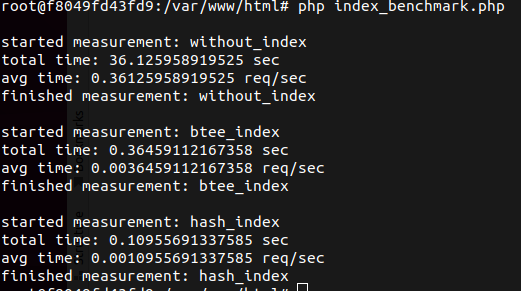 root@f8049fd43fd9:/var/www/html# php index_benchmark.php
started measurement: without_index
total time: 36.125958919525 sec
avg time: 0.36125958919525 req/sec
finished measurement: without_index
started measurement: btee_index
total time: 0.36459112167358 sec
avg time: 0.0036459112167358 req/sec
finished measurement: btee_index
started measurement: hash_index
total time: 0.10955691337585 sec
avg time: 0.0010955691337585 req/sec
finished measurement: hash_index